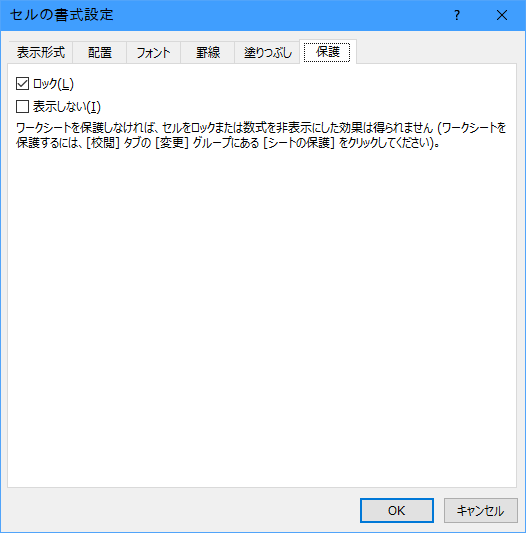 セルの書式設定
?
表示形式 配置 フォント 罫線 塗りつぶし 保護
ロック(L)
表示しない(I)
ワークシートを保護しなければ、セルをロックまたは数式を非表示にした効果は得られません (ワークシートを
保護するには、[校閲] タブの [変更] グループにある [シートの保護] をクリックしてください)。
OK キャンセル